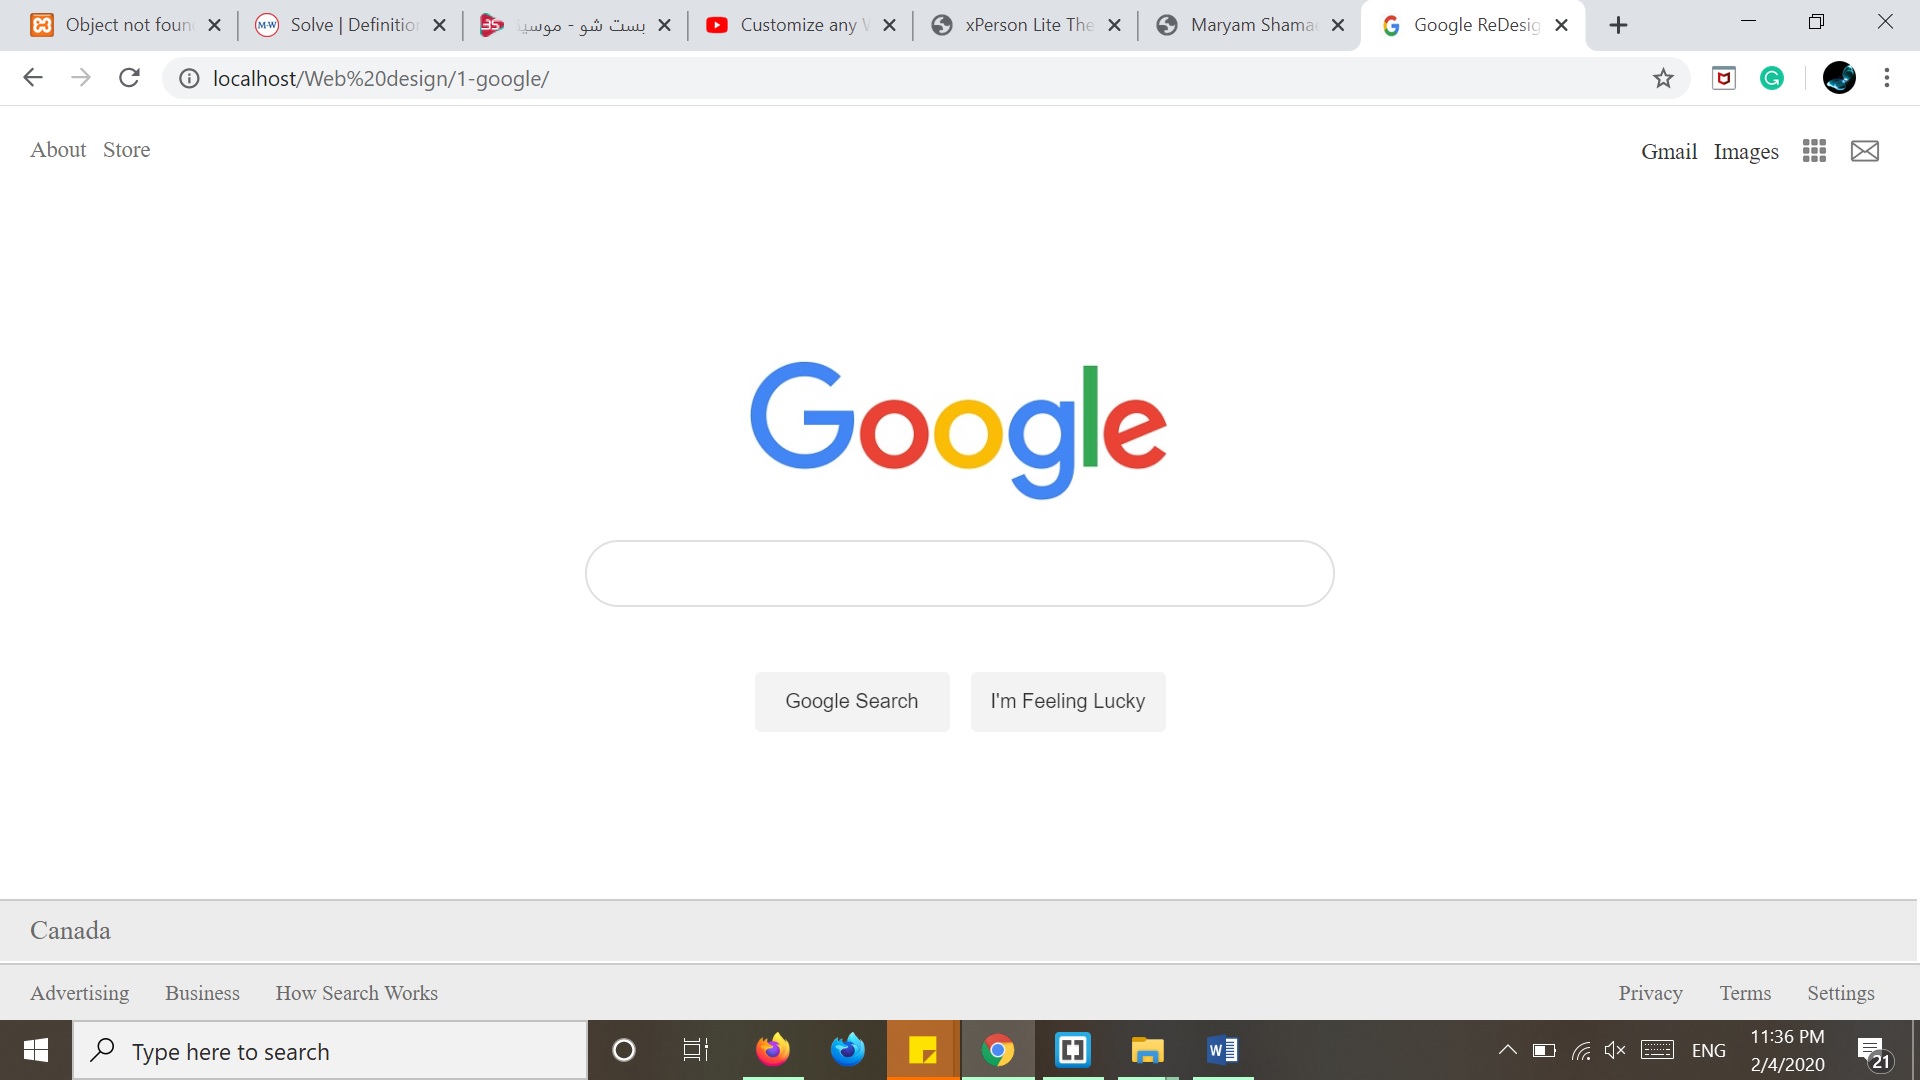 Object not foun
Solve | Definition
بست شو - موسی
Customize any
xPerson Lite The
Maryam Shama
Google ReDesig
localhost/Web%20design/1-google/
About Store
Gmail Images
Google
Google Search
I'm Feeling Lucky
Canada
Advertising Business How Search Works
Privacy Terms Settings
Type here to search
ENG
11:36 PM
2/4/2020
21